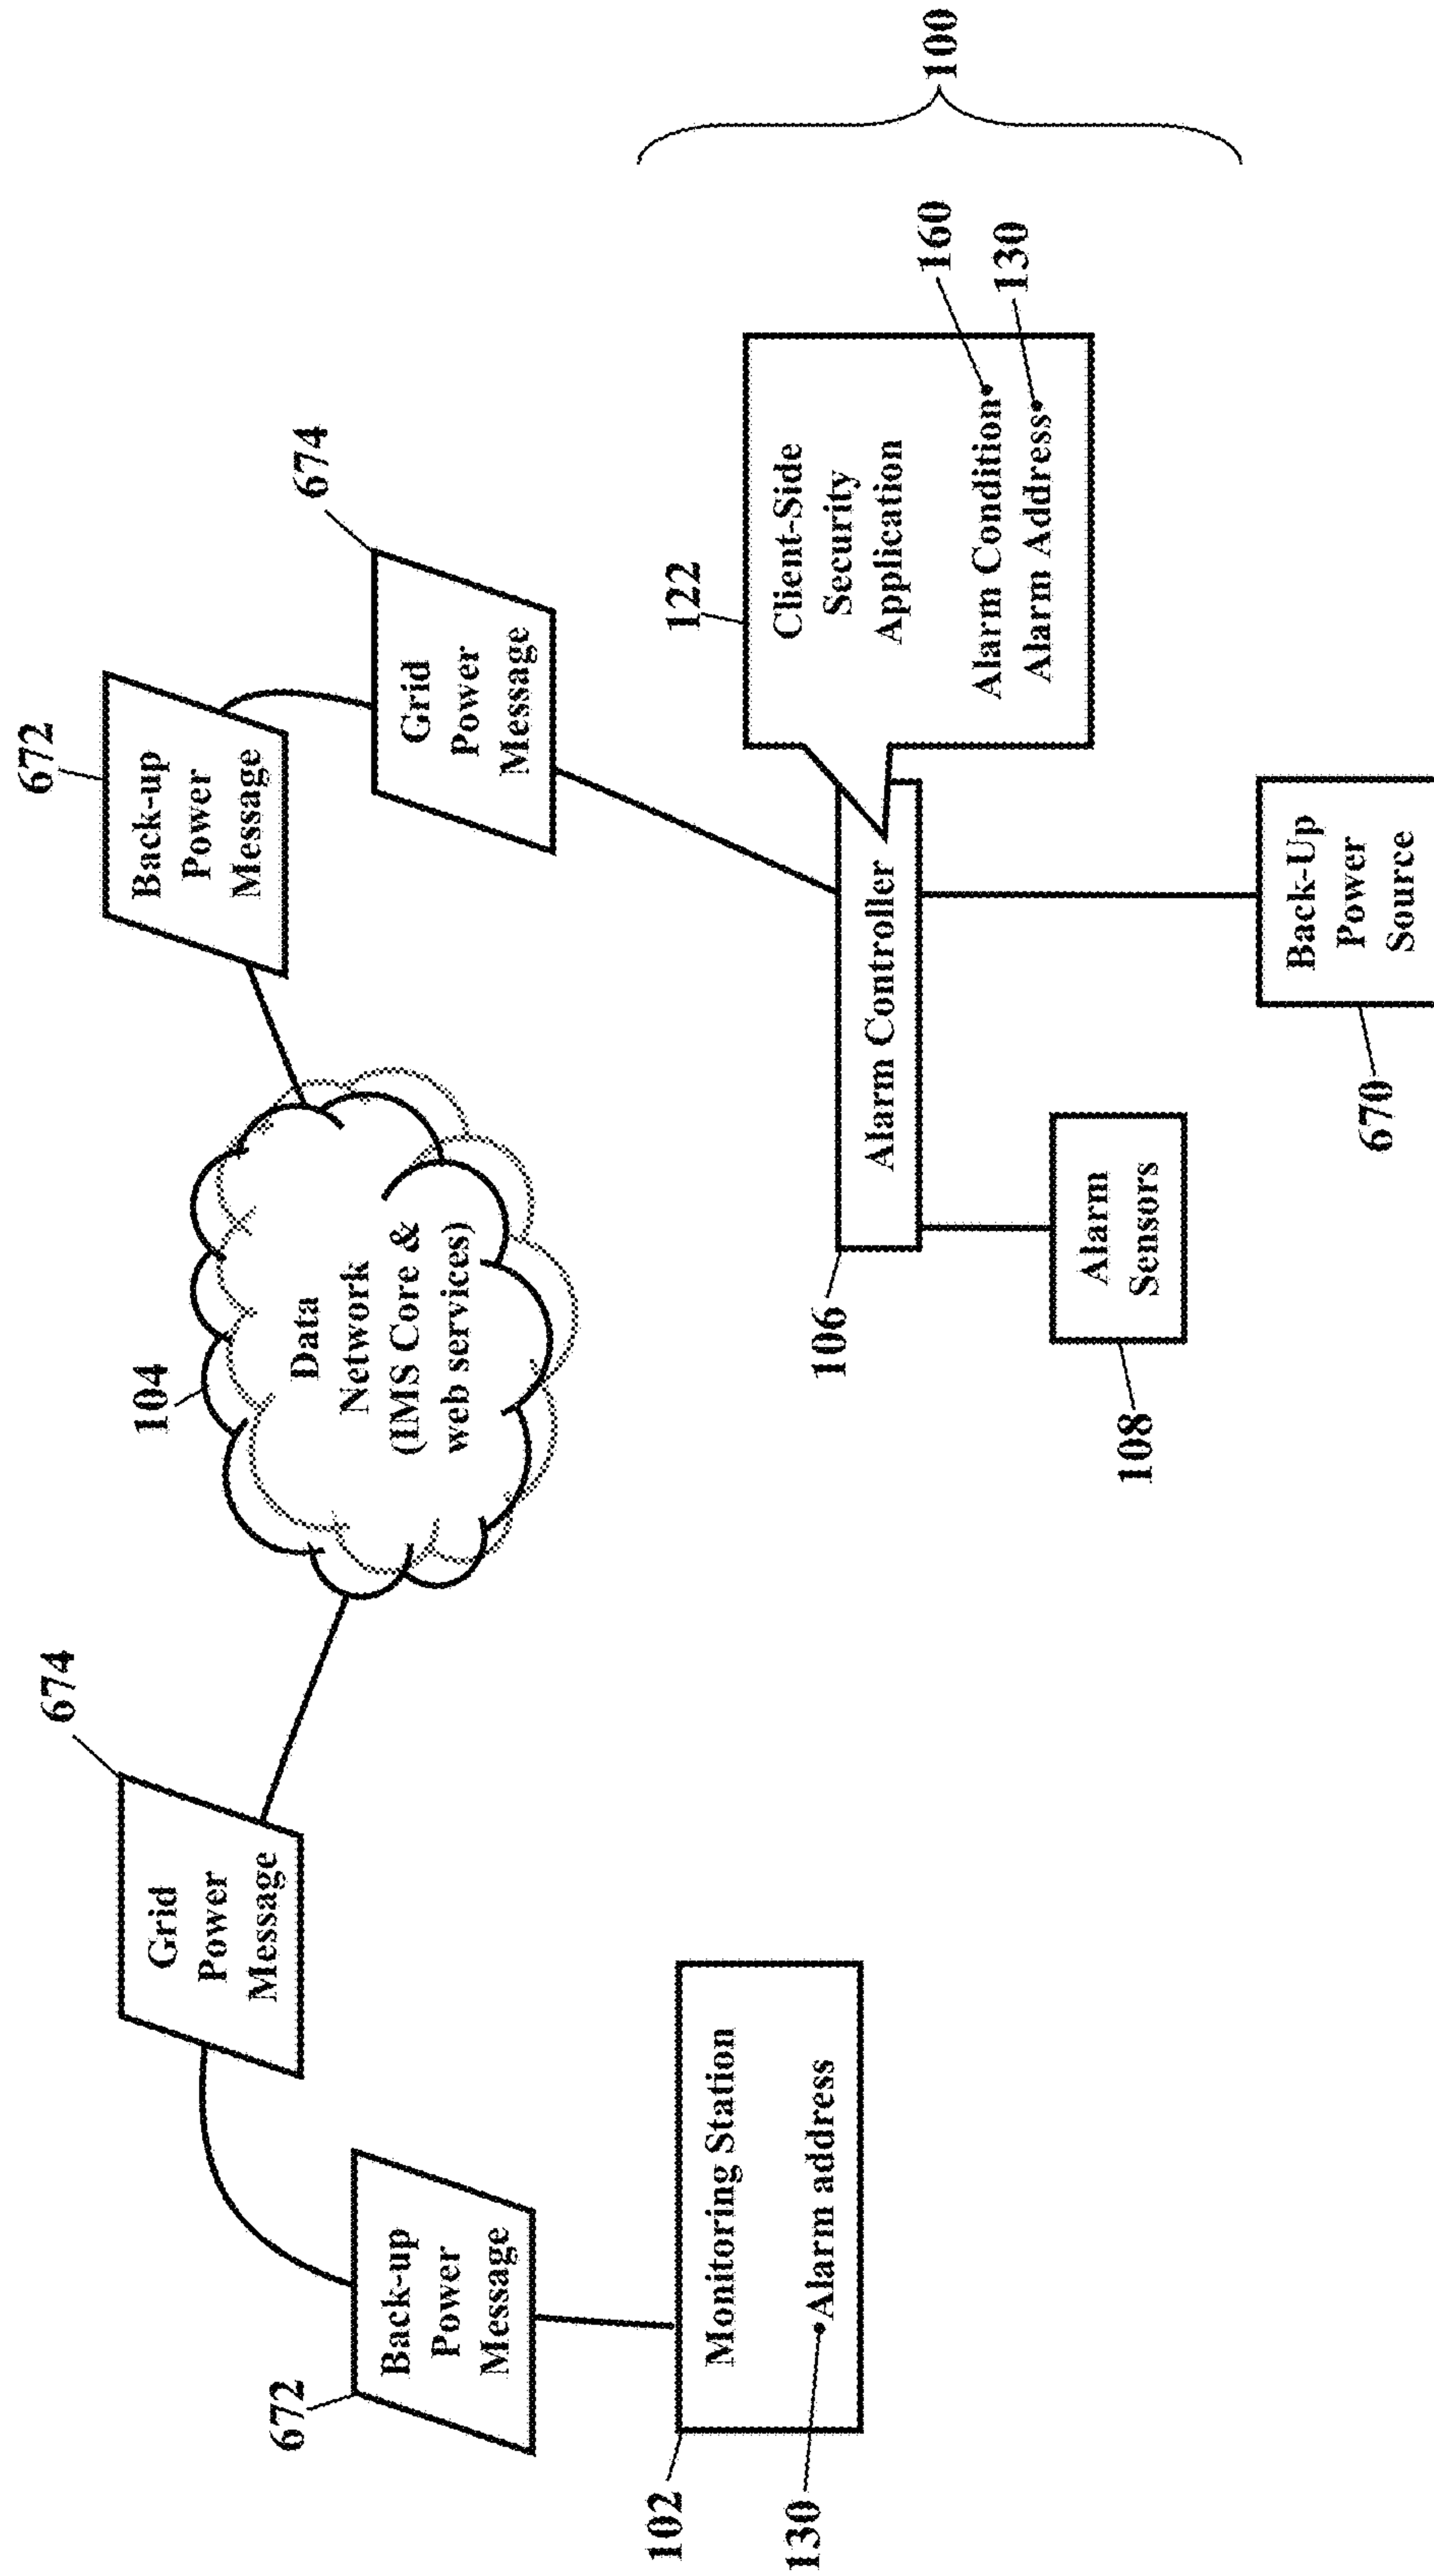 674
Grid
Power
Message
672
Back-up
Power
Message
104
Data
Network
(IMS Core &
web services)
672
Back-up
Power
Message
674
Grid
Power
Message
102
Monitoring Station
Alarm address
130
106
Alarm Controller
122
Client-Side
Security
Application
Alarm Condition
Alarm Address
160
130
100
108
Alarm
Sensors
670
Back-Up
Power
Source